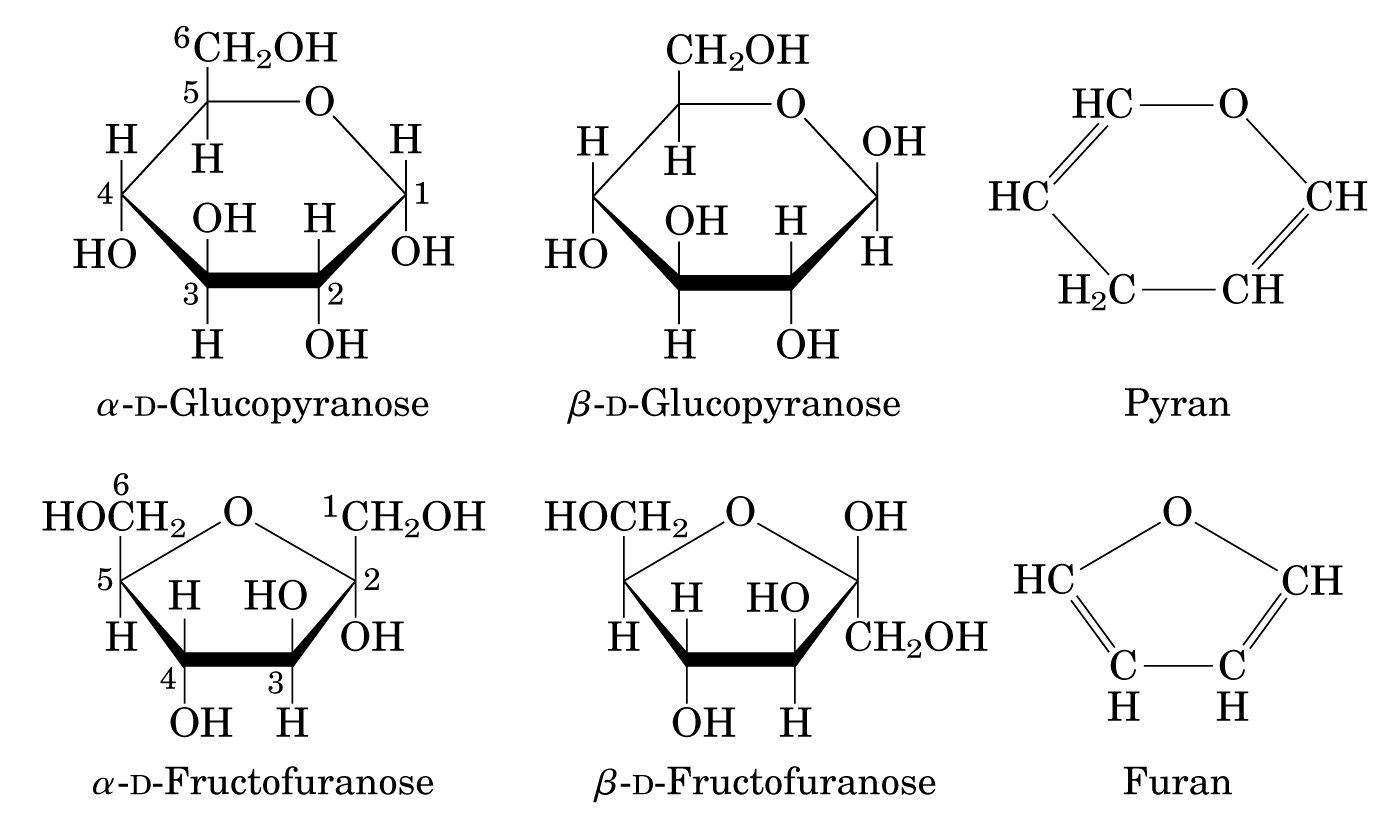 ⁶CH₂OH
5 O
H H
H
4 1
OH H
HO OH
3 2
H OH
α-D-Glucopyranose
CH₂OH
O
H OH
H
OH H
HO H
H OH
β-D-Glucopyranose
HC O
HC CH
H₂C CH
Pyran
6
HOCH₂ O ¹CH₂OH
5 2
H HO
H OH
4 3
OH H
α-D-Fructofuranose
HOCH₂ O OH
H HO
H CH₂OH
OH H
β-D-Fructofuranose
O
HC CH
C C
H H
Furan